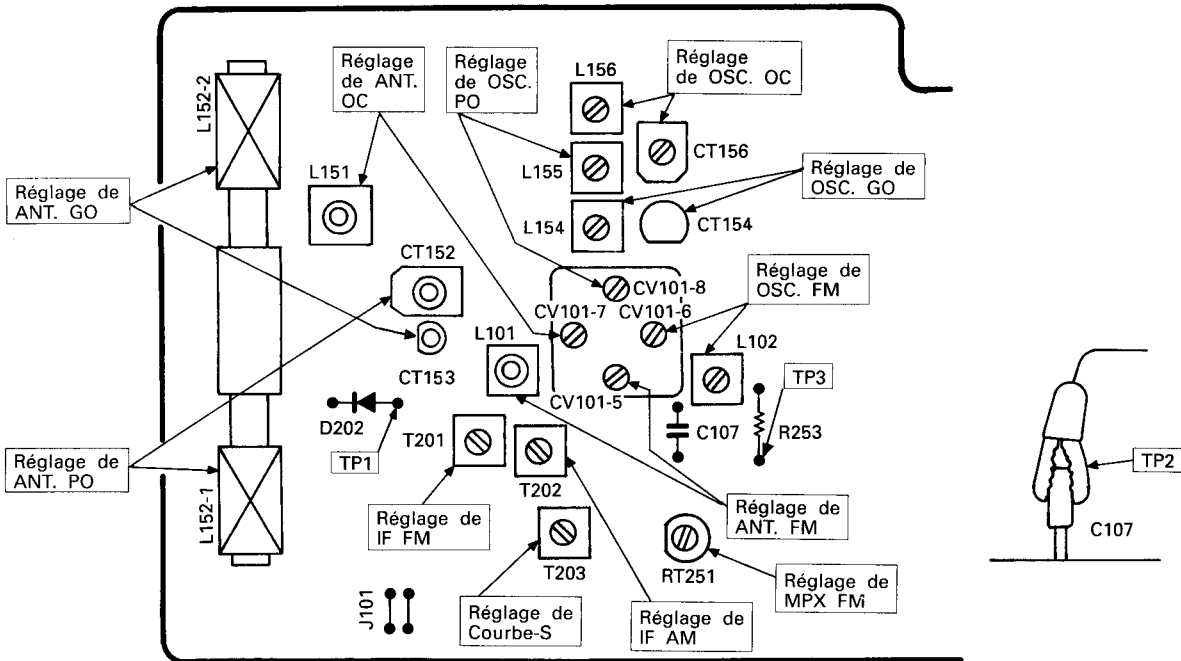 L152-2
Réglage de
ANT. GO
Réglage
de ANT.
OC
Réglage
de OSC.
PO
L156
Réglage
de OSC. OC
CT156
L151
L155
Réglage de
OSC. GO
L154
CT154
CT152
CV101-8
Réglage de
OSC. FM
CV101-7
CV101-6
L101
L102
CT153
CV101-5
TP3
D202
T201
C107
R253
TP1
Réglage de
ANT. PO
L152-1
T202
Réglage de
IF FM
Réglage de
ANT. FM
T203
RT251
Réglage de
MPX FM
J101
Réglage de
Courbe-S
Réglage de
IF AM
TP2
C107